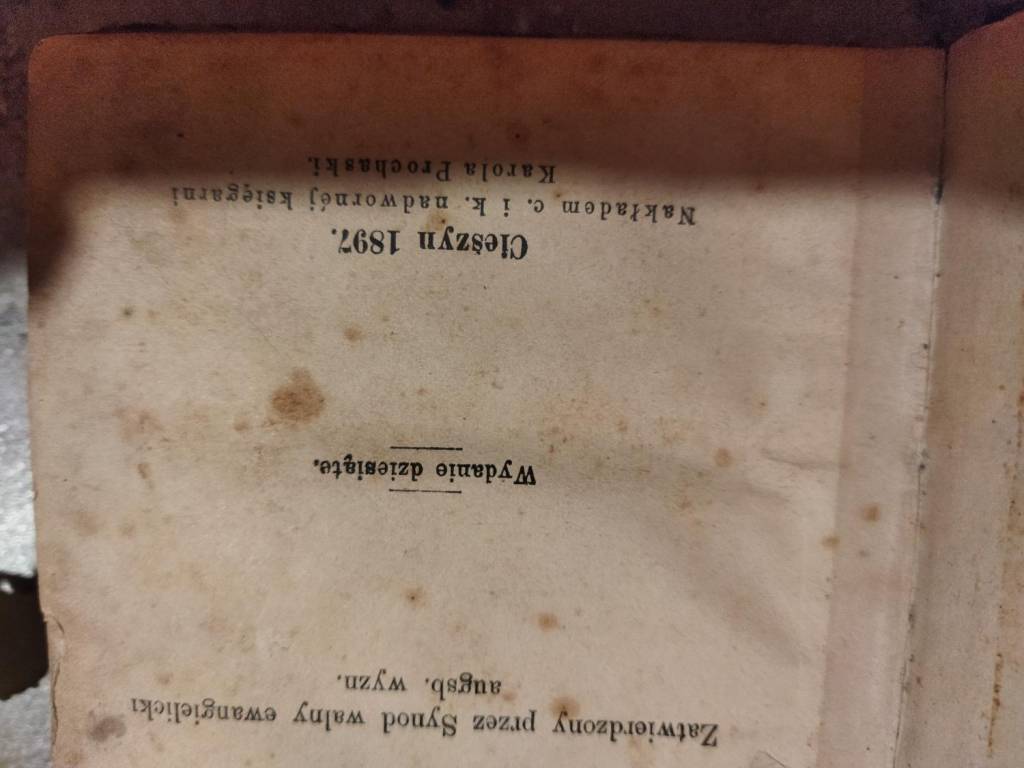 Zatwierdzony przez Synod walny ewangielicki
augsb. wyzn.
Wydanie dziesiąte.
Cieszyn 1897.
Nakładem c. i k. nadwornéj księgarni
Karola Prochaski.